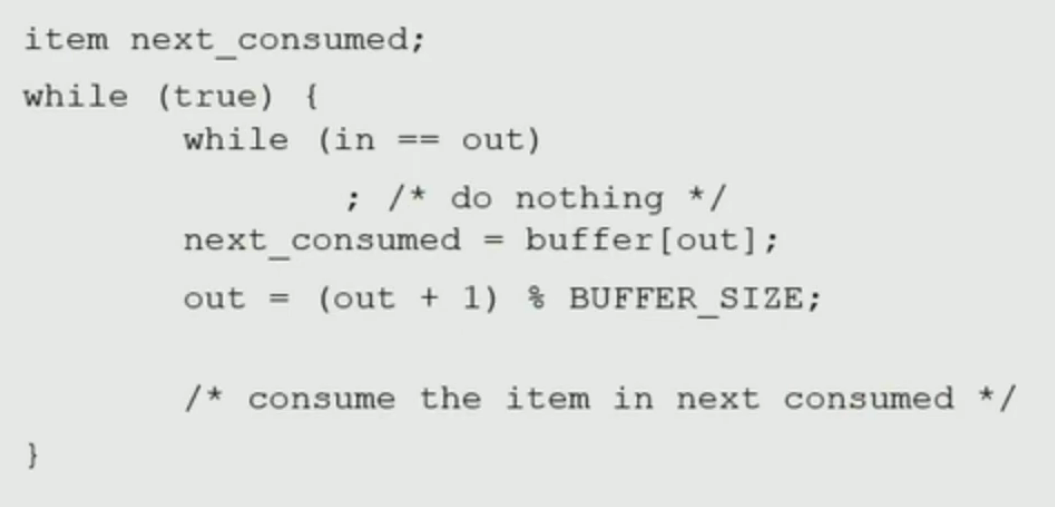 item next_consumed;
while (true) {
while (in == out)
; /* do nothing */
next_consumed = buffer[out];
out = (out + 1) % BUFFER_SIZE;
/* consume the item in next consumed */
}